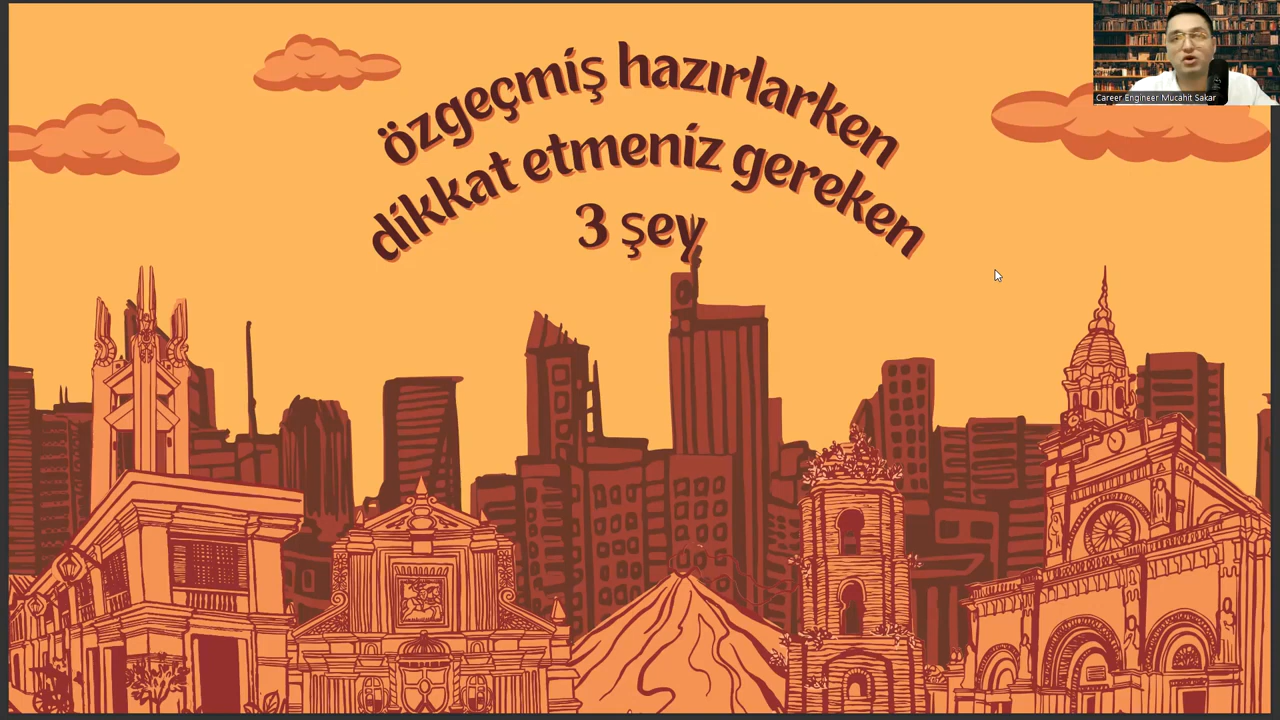 özgeçmiş hazırlarken
dikkat etmeniz gereken
3 şey
Career Engineer Mucahit Sakar